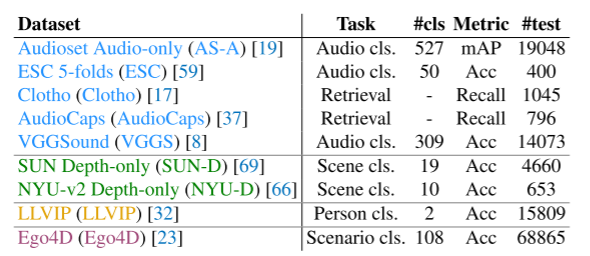 Dataset Task #cls Metric #test
Audioset Audio-only (AS-A) [19] Audio cls. 527 mAP 19048
ESC 5-folds (ESC) [59] Audio cls. 50 Acc 400
Clotho (Clotho) [17] Retrieval - Recall 1045
AudioCaps (AudioCaps) [37] Retrieval - Recall 796
VGGSound (VGGS) [8] Audio cls. 309 Acc 14073
SUN Depth-only (SUN-D) [69] Scene cls. 19 Acc 4660
NYU-v2 Depth-only (NYU-D) [66] Scene cls. 10 Acc 653
LLVIP (LLVIP) [32] Person cls. 2 Acc 15809
Ego4D (Ego4D) [23] Scenario cls. 108 Acc 68865